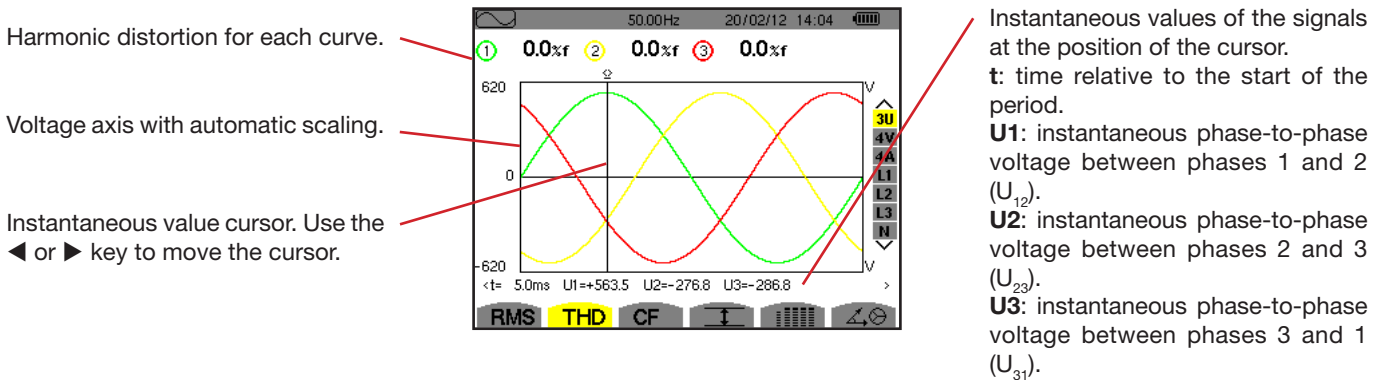 Harmonic distortion for each curve.
Voltage axis with automatic scaling.
Instantaneous value cursor. Use the
◄ or ► key to move the cursor.
50.00Hz 20/02/12 14:04
1 0.0%f 2 0.0%f 3 0.0%f
620 V
3U
4V
4A
0 L1
L2
L3
N
-620 V
<t= 5.0ms U1=+563.5 U2=-276.8 U3=-286.8 >
RMS THD CF
Instantaneous values of the signals
at the position of the cursor.
t: time relative to the start of the
period.
U1: instantaneous phase-to-phase
voltage between phases 1 and 2
(U12).
U2: instantaneous phase-to-phase
voltage between phases 2 and 3
(U23).
U3: instantaneous phase-to-phase
voltage between phases 3 and 1
(U31).